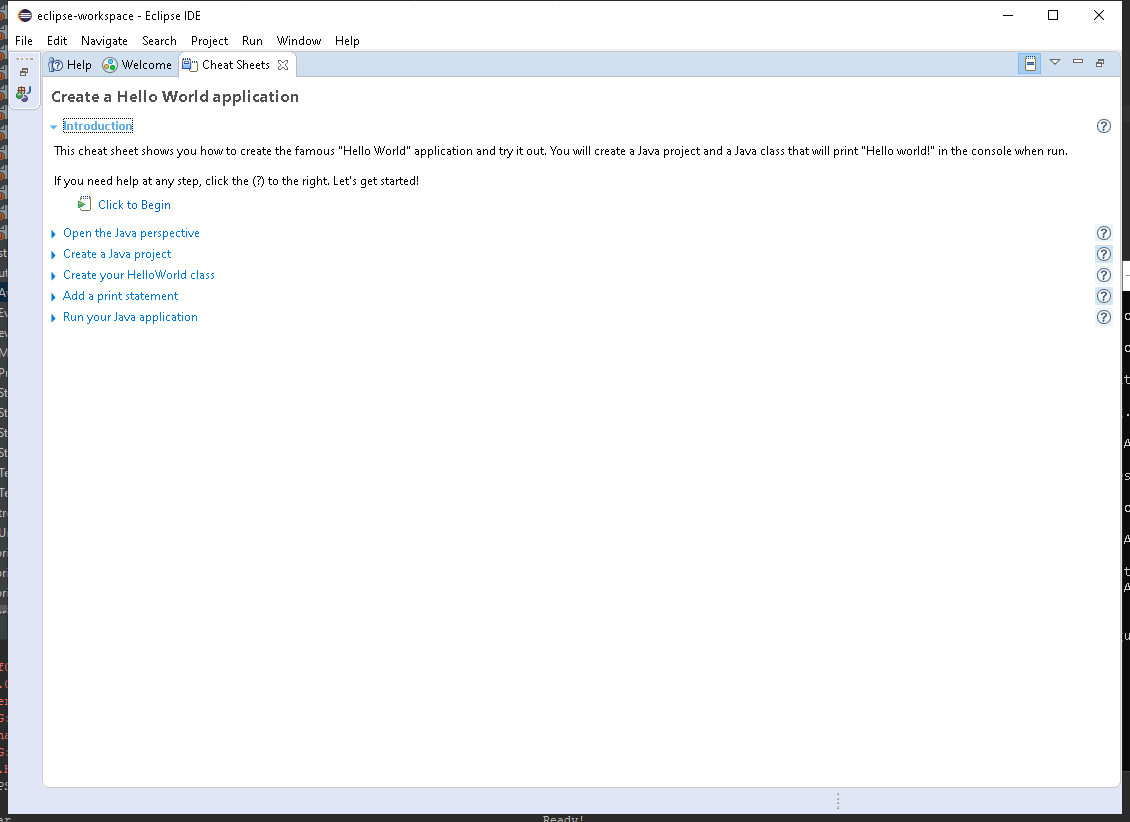 eclipse-workspace - Eclipse IDE
File Edit Navigate Search Project Run Window Help
Help Welcome Cheat Sheets
Create a Hello World application
Introduction
This cheat sheet shows you how to create the famous "Hello World" application and try it out. You will create a Java project and a Java class that will print "Hello world!" in the console when run.
If you need help at any step, click the (?) to the right. Let's get started!
Click to Begin
Open the Java perspective
Create a Java project
Create your HelloWorld class
Add a print statement
Run your Java application
Ready!